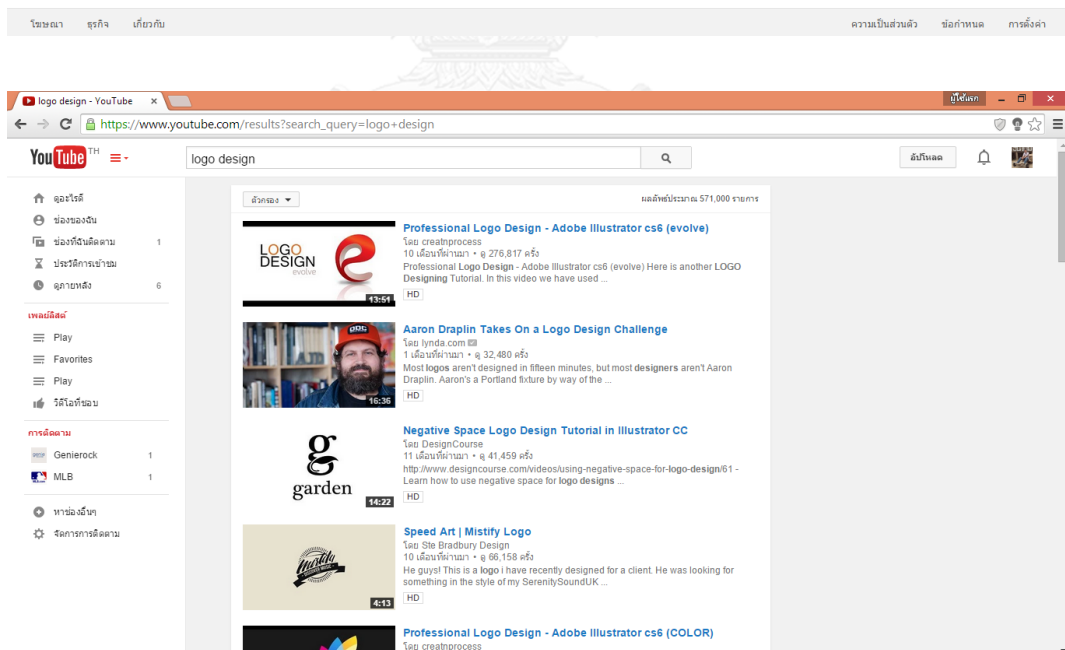 โฆษณา ธุรกิจ เกี่ยวกับ ความเป็นส่วนตัว ข้อกำหนด การตั้งค่า
logo design - YouTube ผู้ใช้แรก
https://www.youtube.com/results?search_query=logo+design
YouTube TH logo design อัปโหลด
ดูอะไรดี
ช่องของฉัน
ช่องที่ฉันติดตาม 1
ประวัติการเข้าชม
ดูภายหลัง 6
เพลย์ลิสต์
Play
Favorites
Play
วิดีโอที่ชอบ
การติดตาม
Genierock 1
MLB 1
หาช่องอื่นๆ
จัดการการติดตาม
ตัวกรอง ผลลัพธ์ประมาณ 571,000 รายการ
LOGO
DESIGN
evolve
13:51
Professional Logo Design - Adobe Illustrator cs6 (evolve)
โดย creatnprocess
10 เดือนที่ผ่านมา • ดู 276,817 ครั้ง
Professional Logo Design - Adobe Illustrator cs6 (evolve) Here is another LOGO
Designing Tutorial. In this video we have used ...
HD
DDC
16:36
Aaron Draplin Takes On a Logo Design Challenge
โดย lynda.com
1 เดือนที่ผ่านมา • ดู 32,480 ครั้ง
Most logos aren't designed in fifteen minutes, but most designers aren't Aaron
Draplin. Aaron's a Portland fixture by way of the ...
HD
g
garden
14:22
Negative Space Logo Design Tutorial in Illustrator CC
โดย DesignCourse
11 เดือนที่ผ่านมา • ดู 41,459 ครั้ง
http://www.designcourse.com/videos/using-negative-space-for-logo-design/61 -
Learn how to use negative space for logo designs ...
HD
Mistify
4:13
Speed Art | Mistify Logo
โดย Ste Bradbury Design
10 เดือนที่ผ่านมา • ดู 66,158 ครั้ง
He guys! This is a logo i have recently designed for a client. He was looking for
something in the style of my SerenitySoundUK ...
HD
Professional Logo Design - Adobe Illustrator cs6 (COLOR)
โดย creatnprocess